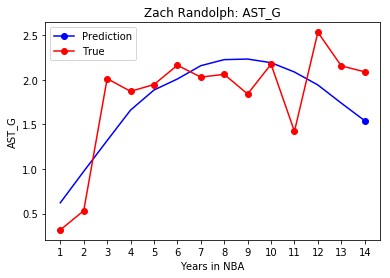 Zach Randolph: AST_G
Prediction
True
2.5
2.0
1.5
1.0
0.5
AST_G
1 2 3 4 5 6 7 8 9 10 11 12 13 14
Years in NBA